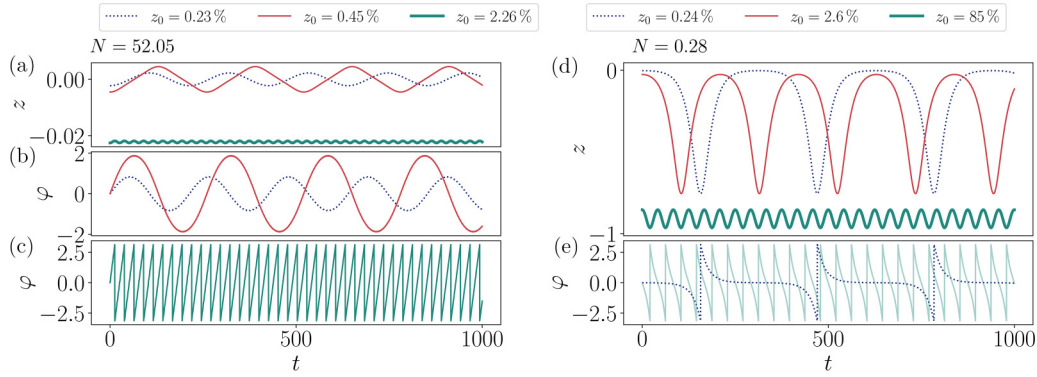 z₀ = 0.23 % z₀ = 0.45 % z₀ = 2.26 %
N = 52.05
(a)
0.00
z
−0.02
(b)
2
φ
0
−2
(c)
2.5
φ
0.0
−2.5
0 500 1000
t
z₀ = 0.24 % z₀ = 2.6 % z₀ = 85 %
N = 0.28
(d)
0
z
−1
(e)
2.5
φ
0.0
−2.5
0 500 1000
t